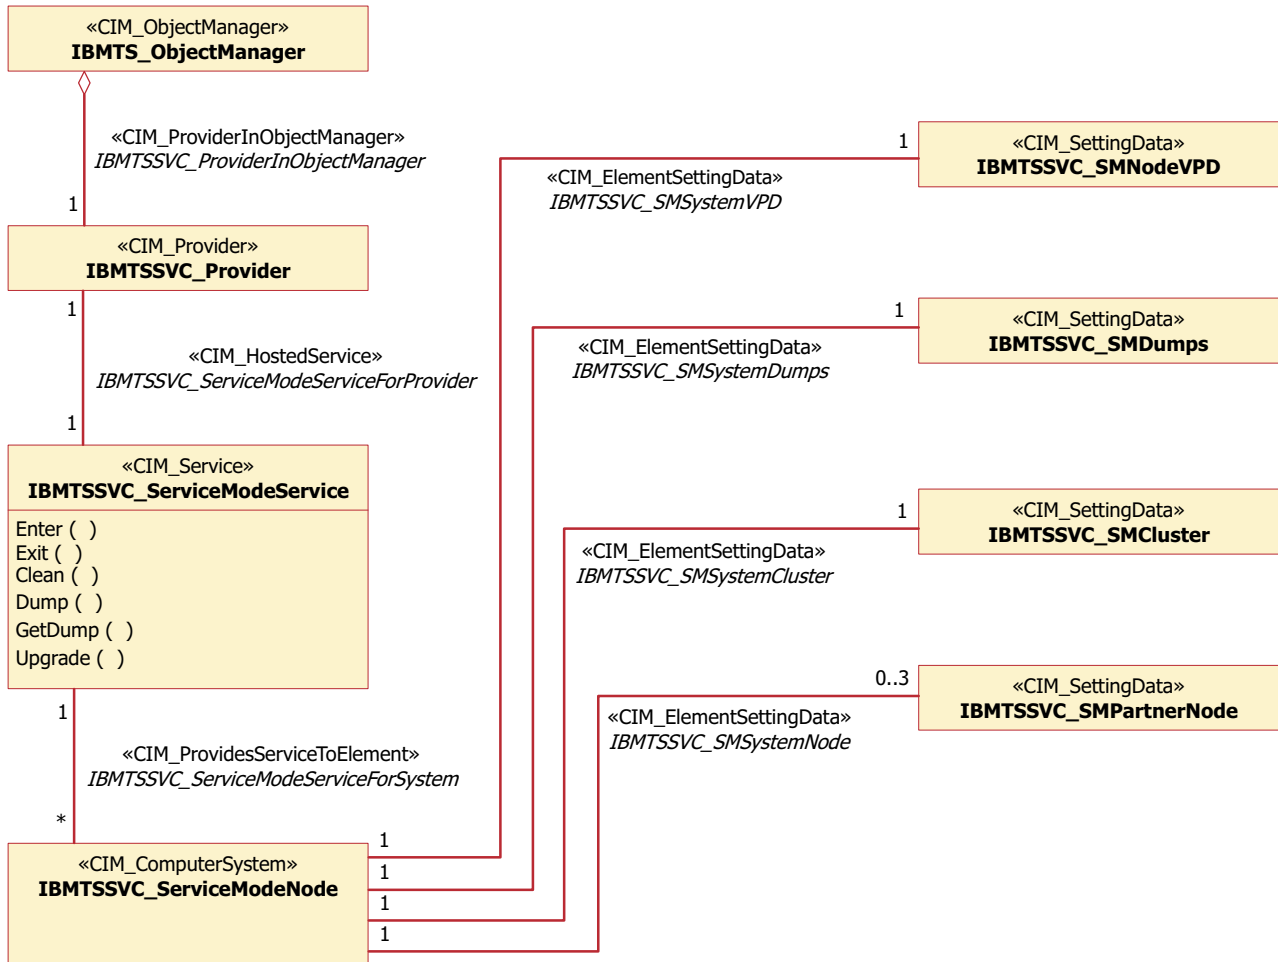 «CIM_ObjectManager»
IBMTS_ObjectManager
«CIM_ProviderInObjectManager»
IBMTSSVC_ProviderInObjectManager
1
«CIM_Provider»
IBMTSSVC_Provider
1
«CIM_HostedService»
IBMTSSVC_ServiceModeServiceForProvider
1
«CIM_Service»
IBMTSSVC_ServiceModeService
Enter ( )
Exit ( )
Clean ( )
Dump ( )
GetDump ( )
Upgrade ( )
1
«CIM_ProvidesServiceToElement»
IBMTSSVC_ServiceModeServiceForSystem
*
«CIM_ComputerSystem»
IBMTSSVC_ServiceModeNode
1
1
1
1
«CIM_ElementSettingData»
IBMTSSVC_SMSystemVPD
1
«CIM_SettingData»
IBMTSSVC_SMNodeVPD
«CIM_ElementSettingData»
IBMTSSVC_SMSystemDumps
1
«CIM_SettingData»
IBMTSSVC_SMDumps
«CIM_ElementSettingData»
IBMTSSVC_SMSystemCluster
1
«CIM_SettingData»
IBMTSSVC_SMCluster
«CIM_ElementSettingData»
IBMTSSVC_SMSystemNode
0..3
«CIM_SettingData»
IBMTSSVC_SMPartnerNode